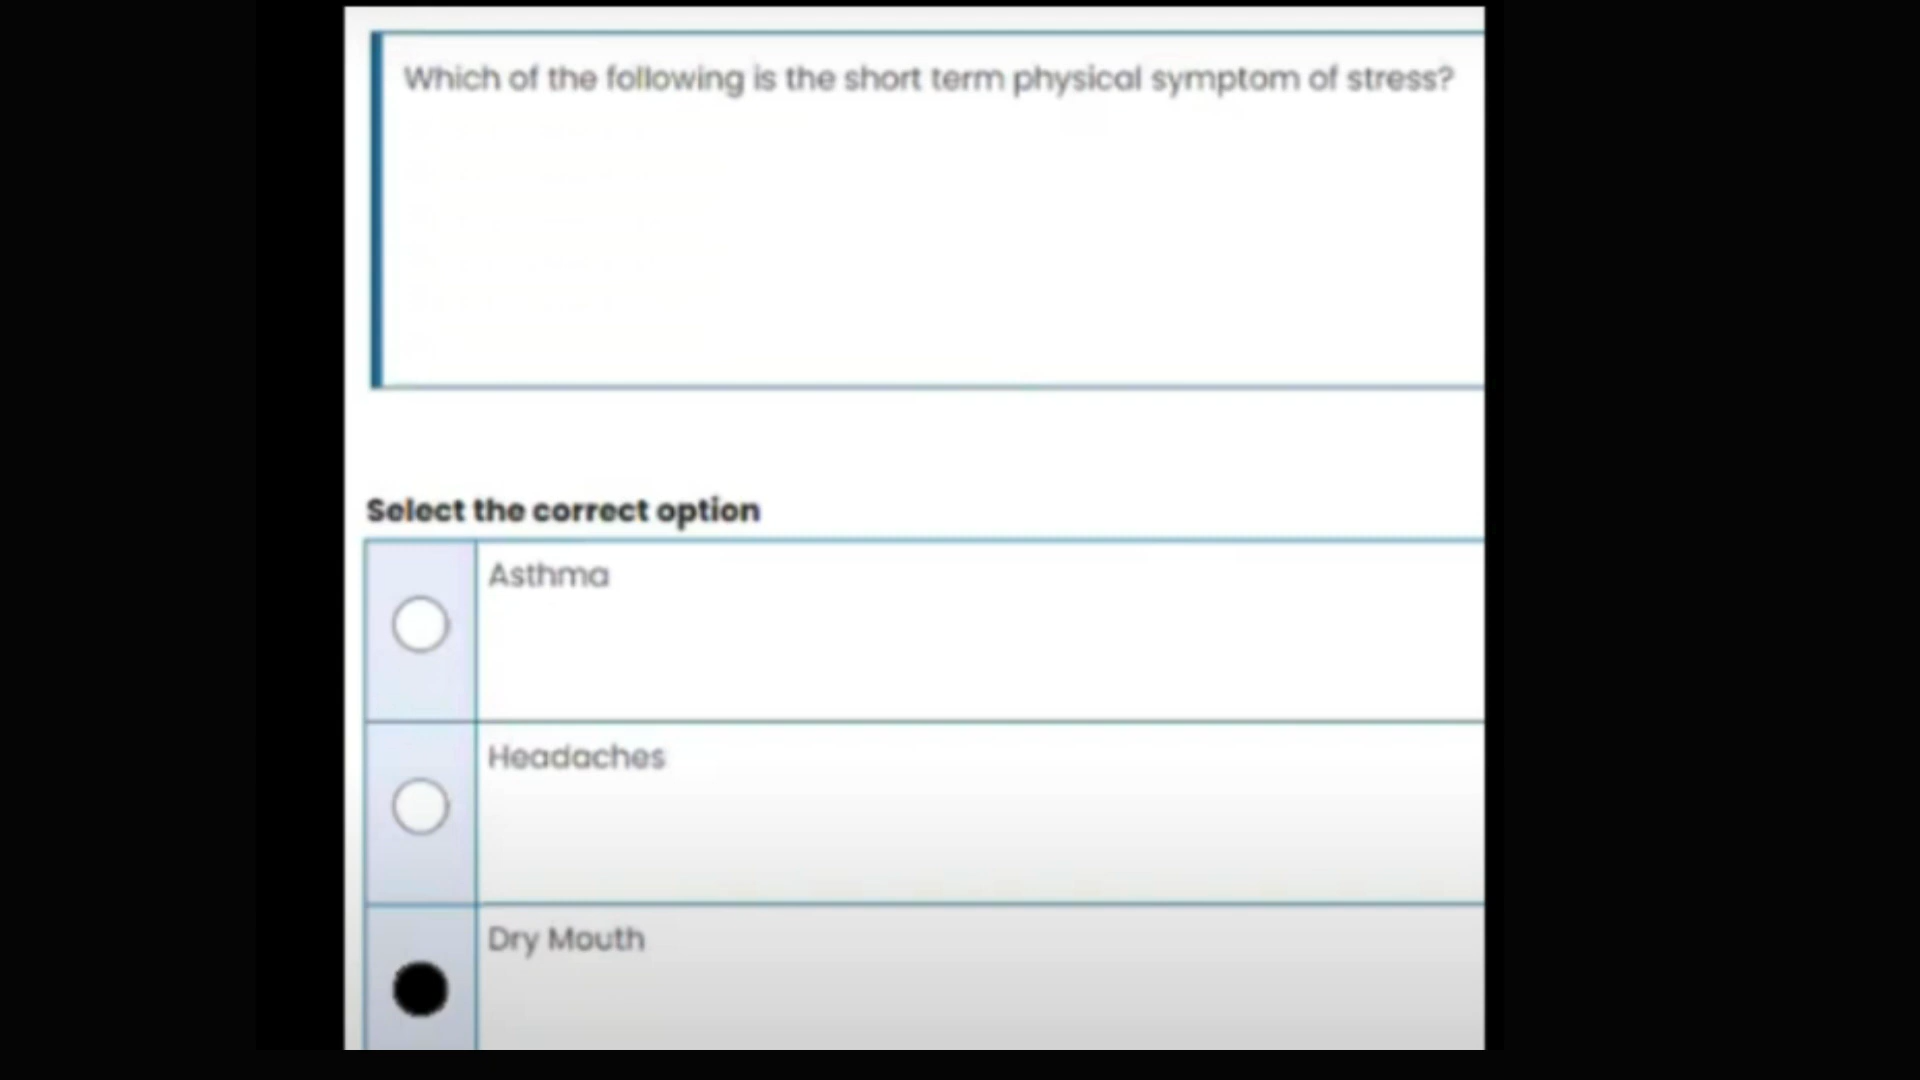 Which of the following is the short term physical symptom of stress?
Select the correct option
Asthma
Headaches
Dry Mouth